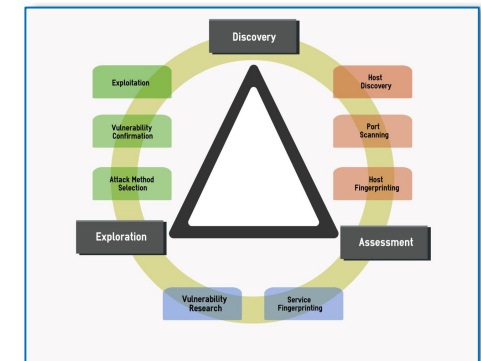 Discovery
Exploitation
Host
Discovery
Vulnerability
Confirmation
Port
Scanning
Attack Method
Selection
Host
Fingerprinting
Exploration
Assessment
Vulnerability
Research
Service
Fingerprinting